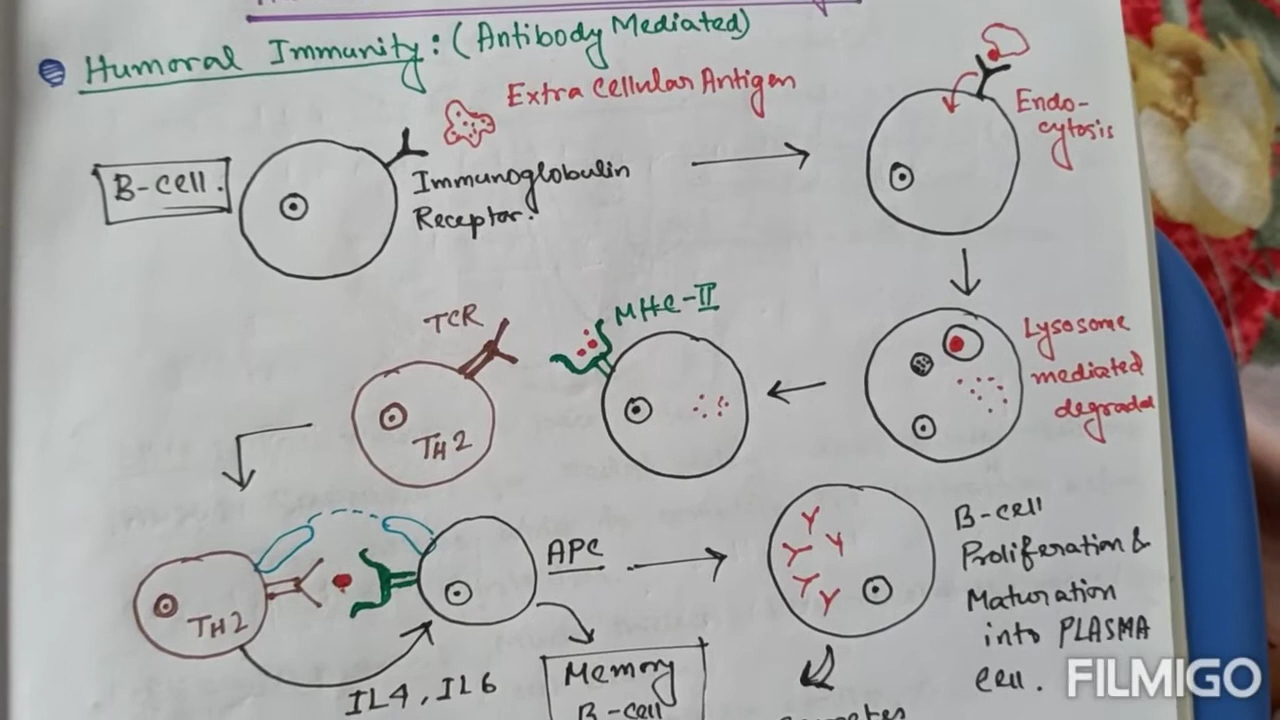 Humoral Immunity: (Antibody Mediated)
Extra Cellular Antigen
B-cell.
Immunoglobulin
Receptor.
Endo-
cytosis
TCR
MHC-II
Lysosome
mediated
degradat
TH2
TH2
APC
B-cell
Proliferation &
Maturation
into PLASMA
cell.
IL4, IL6
Memory
B-cell
FILMIGO